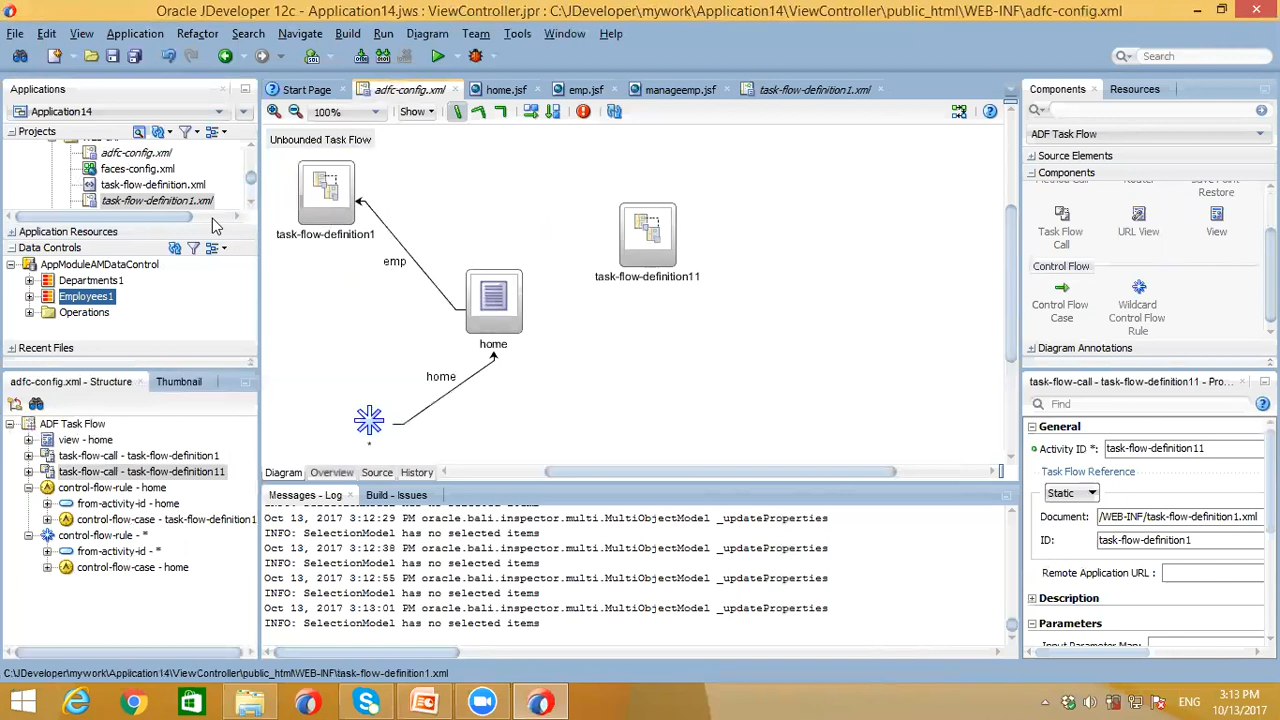 Oracle JDeveloper 12c - Application14.jws : ViewController.jpr : C:\JDeveloper\mywork\Application14\ViewController\public_html\WEB-INF\adfc-config.xml
File Edit View Application Refactor Search Navigate Build Run Diagram Team Tools Window Help
Search
Applications
Start Page adfc-config.xml home.jsf emp.jsf manageemp.jsf task-flow-definition1.xml
Components Resources
Application14
100% Show
Projects
ADF Task Flow
Unbounded Task Flow
adfc-config.xml
faces-config.xml
task-flow-definition.xml
task-flow-definition1.xml
Source Elements
Components
Router
Save Point
Restore
Task Flow
Call
URL View
View
Control Flow
Control Flow
Case
Wildcard
Control Flow
Rule
Diagram Annotations
Application Resources
Data Controls
AppModuleAMDataControl
Departments1
Employees1
Operations
Recent Files
task-flow-definition1
emp
task-flow-definition11
home
home
*
adfc-config.xml - Structure Thumbnail
ADF Task Flow
view - home
task-flow-call - task-flow-definition1
task-flow-call - task-flow-definition11
control-flow-rule - home
from-activity-id - home
control-flow-case - task-flow-definition1
control-flow-rule - *
from-activity-id - *
control-flow-case - home
Diagram Overview Source History
Messages - Log Build - Issues
Oct 13, 2017 3:12:29 PM oracle.bali.inspector.multi.MultiObjectModel _updateProperties
INFO: SelectionModel has no selected items
Oct 13, 2017 3:12:38 PM oracle.bali.inspector.multi.MultiObjectModel _updateProperties
INFO: SelectionModel has no selected items
Oct 13, 2017 3:12:55 PM oracle.bali.inspector.multi.MultiObjectModel _updateProperties
INFO: SelectionModel has no selected items
Oct 13, 2017 3:13:01 PM oracle.bali.inspector.multi.MultiObjectModel _updateProperties
INFO: SelectionModel has no selected items
task-flow-call - task-flow-definition11 - Pro...
Find
General
Activity ID *: task-flow-definition11
Task Flow Reference
Static
Document: /WEB-INF/task-flow-definition1.xml
ID: task-flow-definition1
Remote Application URL :
Description
Parameters
C:\JDeveloper\mywork\Application14\ViewController\public_html\WEB-INF\task-flow-definition1.xml
ENG
3:13 PM
10/13/2017